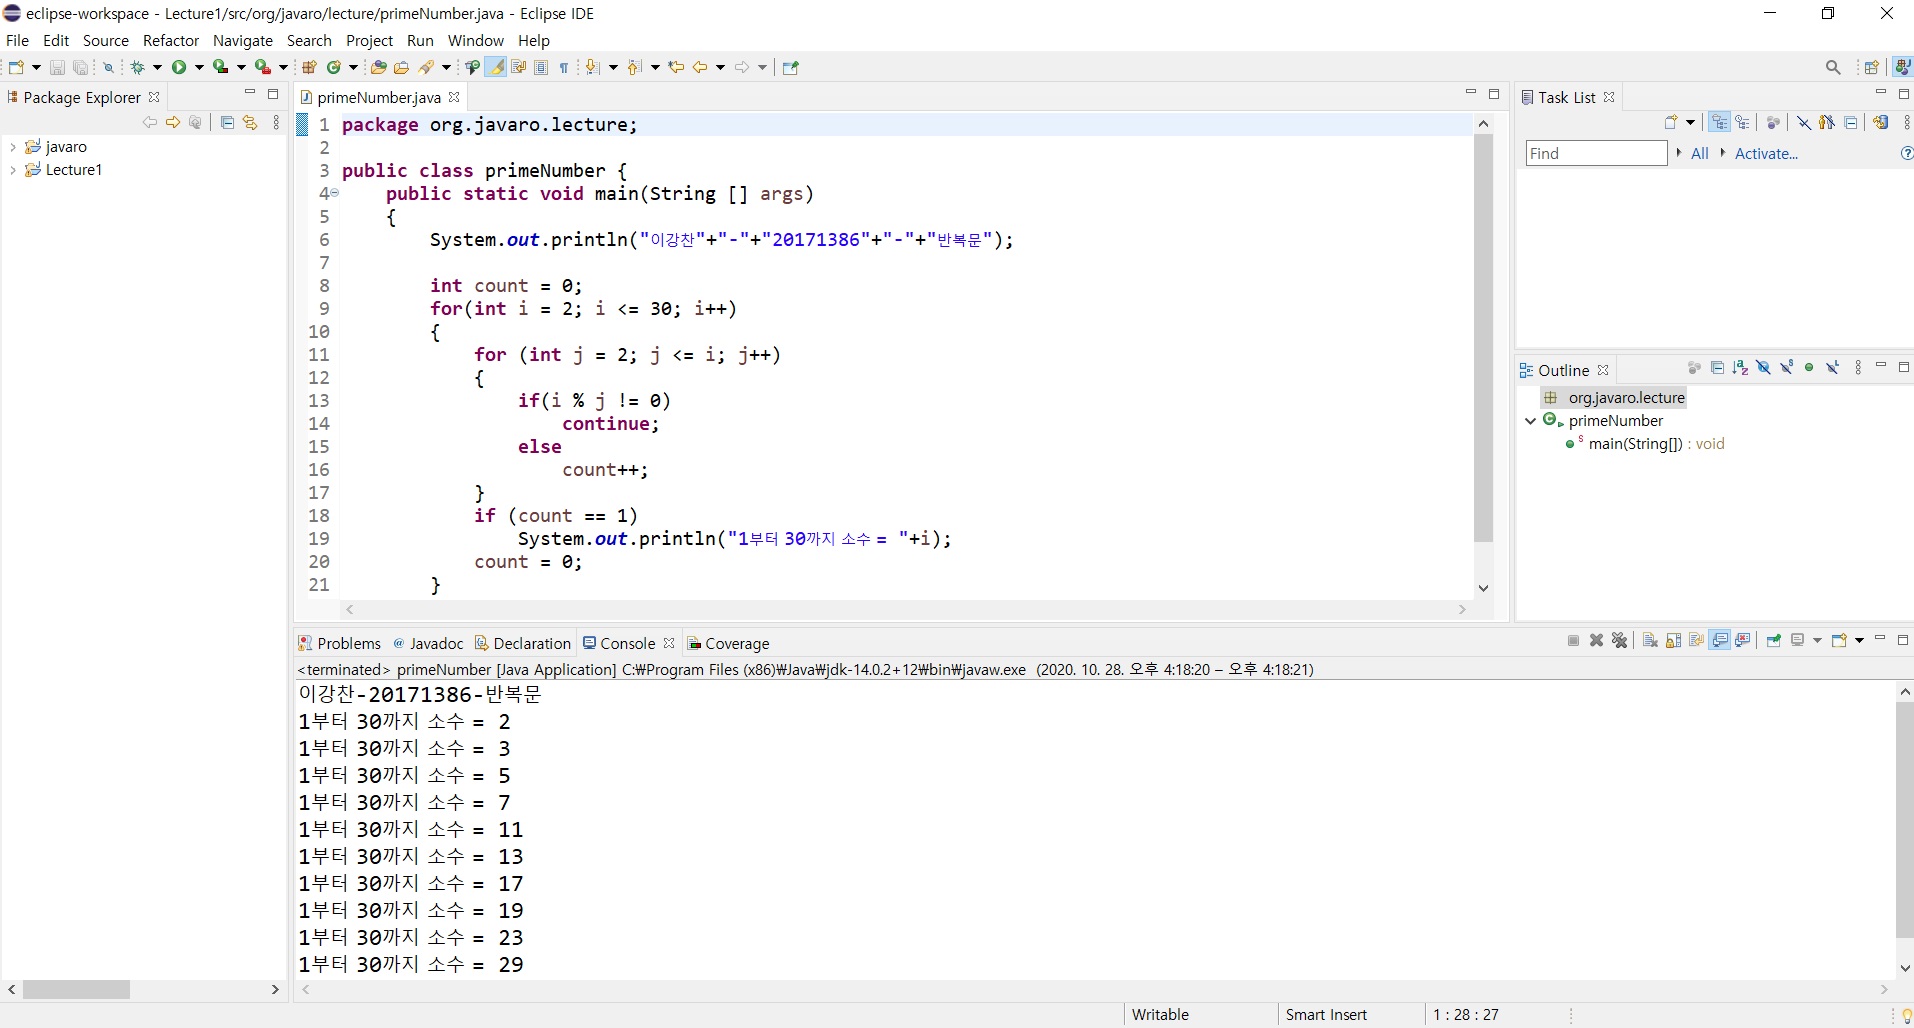 eclipse-workspace - Lecture1/src/org/javaro/lecture/primeNumber.java - Eclipse IDE
File Edit Source Refactor Navigate Search Project Run Window Help
Package Explorer
javaro
Lecture1
primeNumber.java
1 package org.javaro.lecture;
2
3 public class primeNumber {
4 public static void main(String [] args)
5 {
6 System.out.println("이강찬"+"-"+"20171386"+"-"+"반복문");
7
8 int count = 0;
9 for(int i = 2; i <= 30; i++)
10 {
11 for (int j = 2; j <= i; j++)
12 {
13 if(i % j != 0)
14 continue;
15 else
16 count++;
17 }
18 if (count == 1)
19 System.out.println("1부터 30까지 소수 = "+i);
20 count = 0;
21 }
Task List
Find All Activate...
Outline
org.javaro.lecture
primeNumber
main(String[]) : void
Problems Javadoc Declaration Console Coverage
<terminated> primeNumber [Java Application] C:₩Program Files (x86)₩Java₩jdk-14.0.2+12₩bin₩javaw.exe (2020. 10. 28. 오후 4:18:20 – 오후 4:18:21)
이강찬-20171386-반복문
1부터 30까지 소수 = 2
1부터 30까지 소수 = 3
1부터 30까지 소수 = 5
1부터 30까지 소수 = 7
1부터 30까지 소수 = 11
1부터 30까지 소수 = 13
1부터 30까지 소수 = 17
1부터 30까지 소수 = 19
1부터 30까지 소수 = 23
1부터 30까지 소수 = 29
Writable Smart Insert 1 : 28 : 27